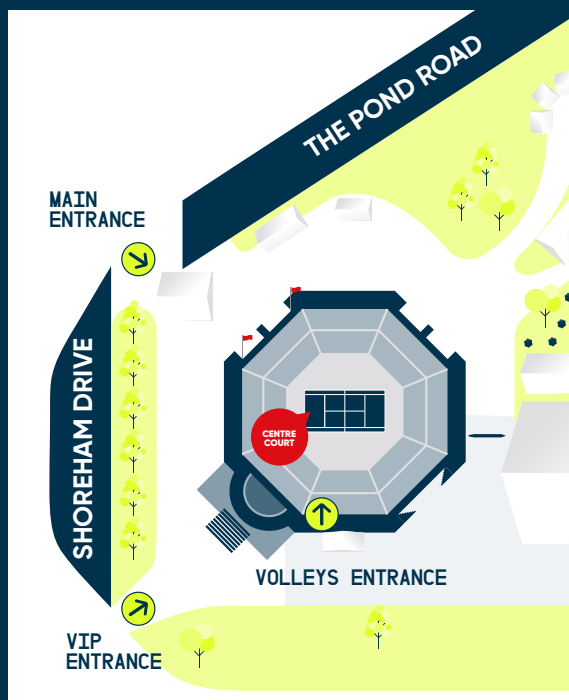 THE POND ROAD
MAIN
ENTRANCE
SHOREHAM DRIVE
CENTRE
COURT
VOLLEYS ENTRANCE
VIP
ENTRANCE